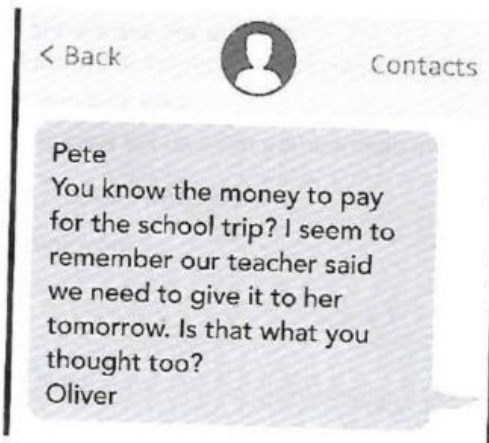 < Back
Contacts
Pete
You know the money to pay
for the school trip? I seem to
remember our teacher said
we need to give it to her
tomorrow. Is that what you
thought too?
Oliver